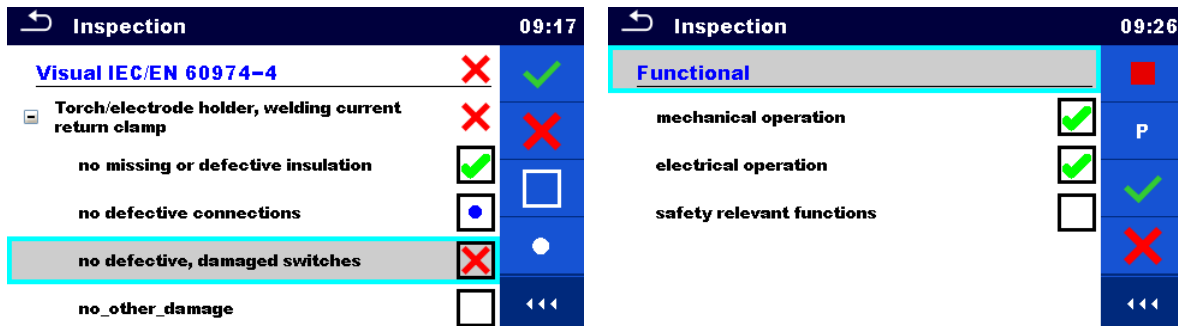 Inspection 09:17
Visual IEC/EN 60974-4
Torch/electrode holder, welding current
return clamp
no missing or defective insulation
no defective connections
no defective, damaged switches
no_other_damage
Inspection 09:26
Functional
mechanical operation
P
electrical operation
safety relevant functions